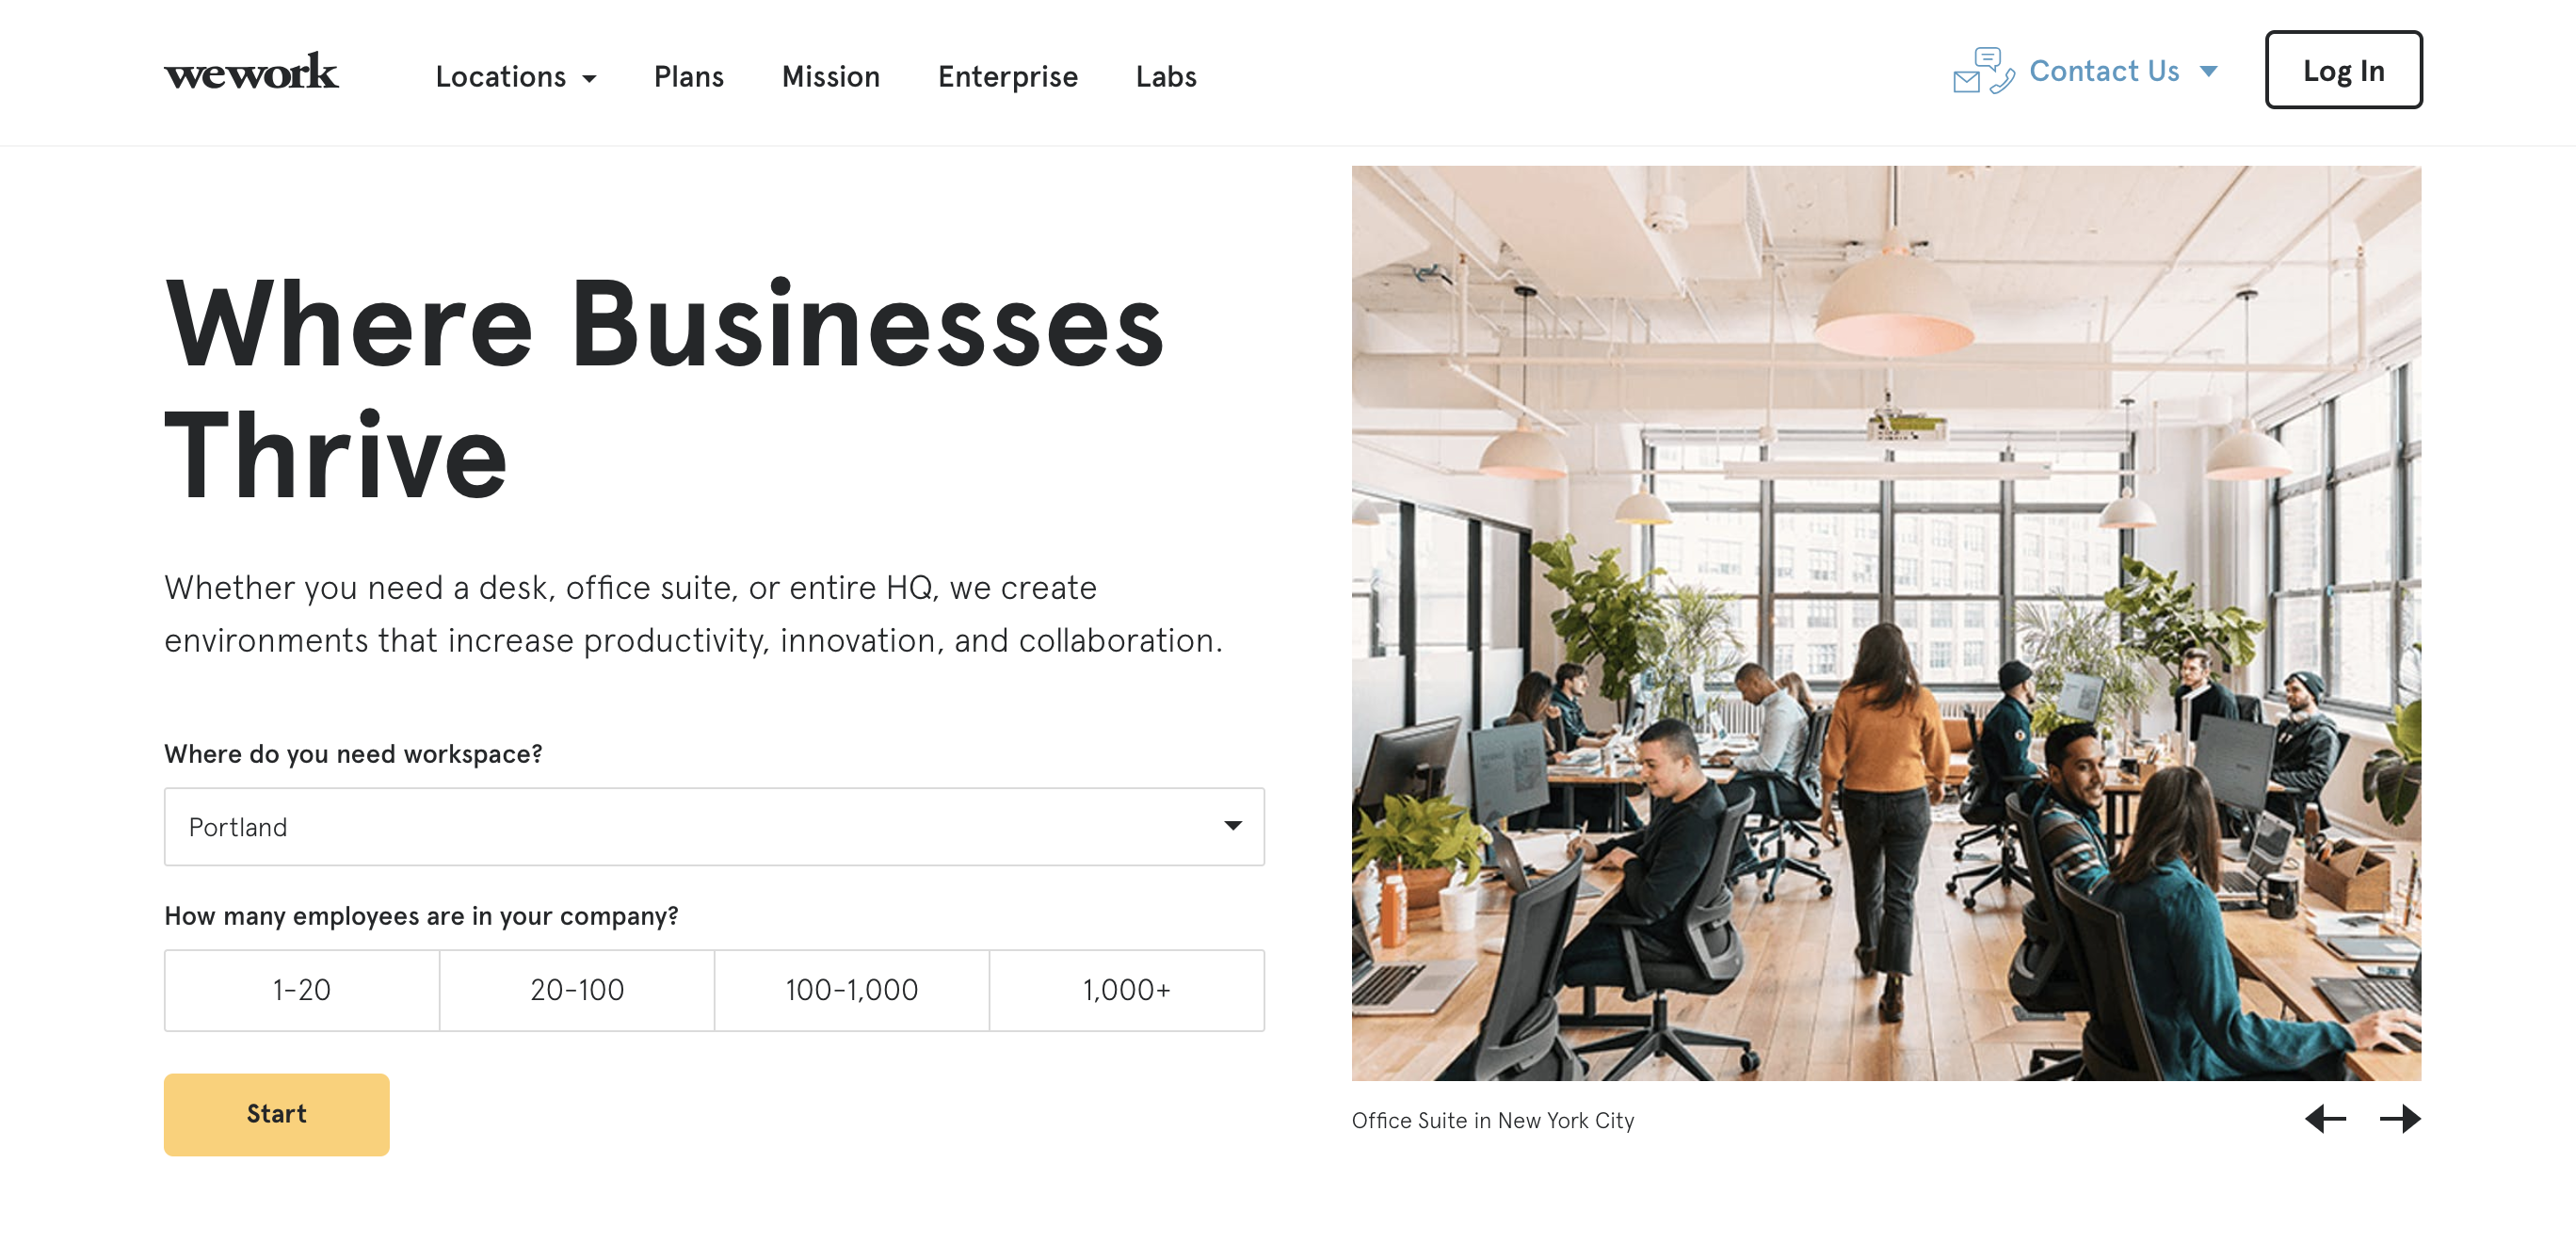 wework
Locations
Plans
Mission
Enterprise
Labs
Contact Us
Log In
Where Businesses
Thrive
Whether you need a desk, office suite, or entire HQ, we create
environments that increase productivity, innovation, and collaboration.
Where do you need workspace?
Portland
How many employees are in your company?
1-20
20-100
100-1,000
1,000+
Start
Office Suite in New York City